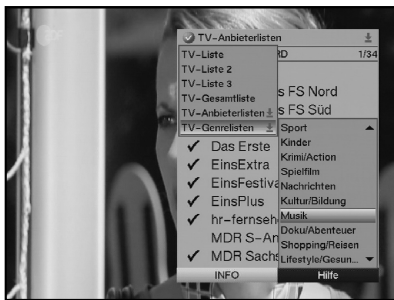 TV-Anbieterlisten
TV-Liste
RD
1/34
TV-Liste 2
TV-Liste 3
TV-Gesamtliste
s FS Nord
TV-Anbieterlisten
s FS Süd
TV-Genrelisten
Sport
Das Erste
Kinder
EinsExtra
Krimi/Action
Spielfilm
EinsFestiva
Nachrichten
EinsPlus
Kultur/Bildung
hr-fernseh
Musik
MDR S-An
Doku/Abenteuer
Shopping/Reisen
MDR Sachs
Lifestyle/Gesun...
INFO
Hilfe